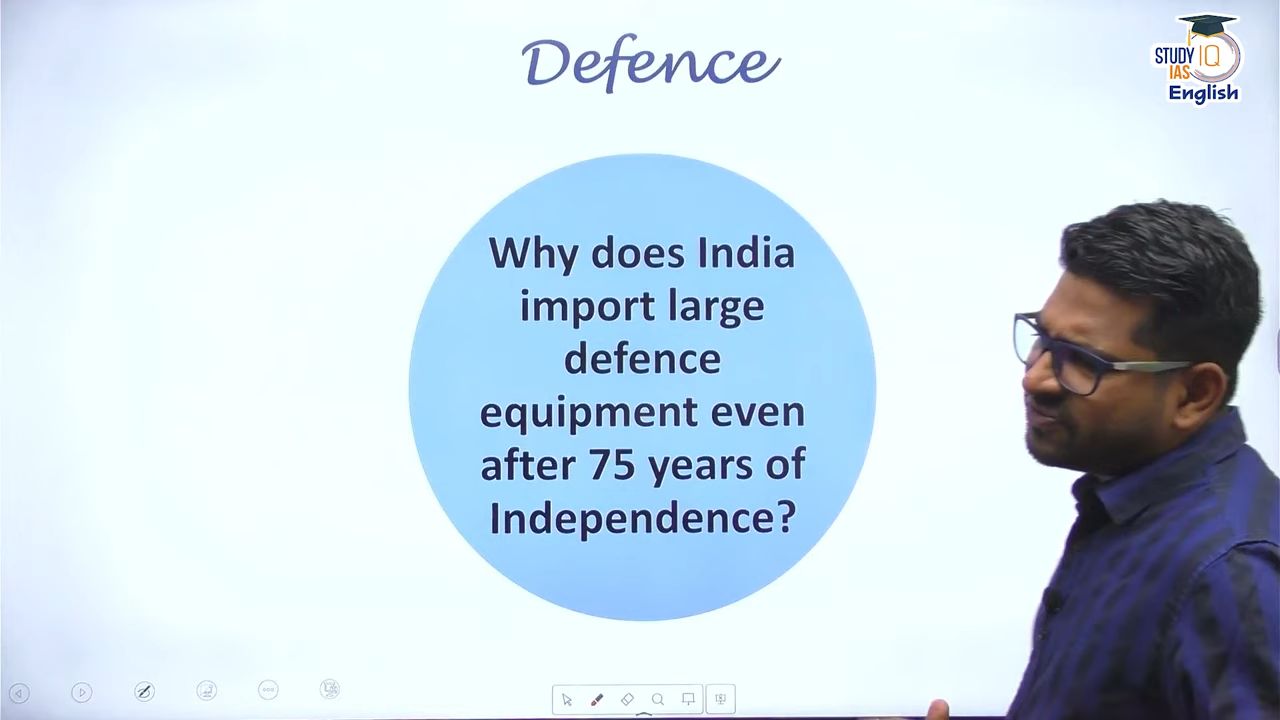 Defence
STUDY IQ
IAS
English
Why does India
import large
defence
equipment even
after 75 years of
Independence?